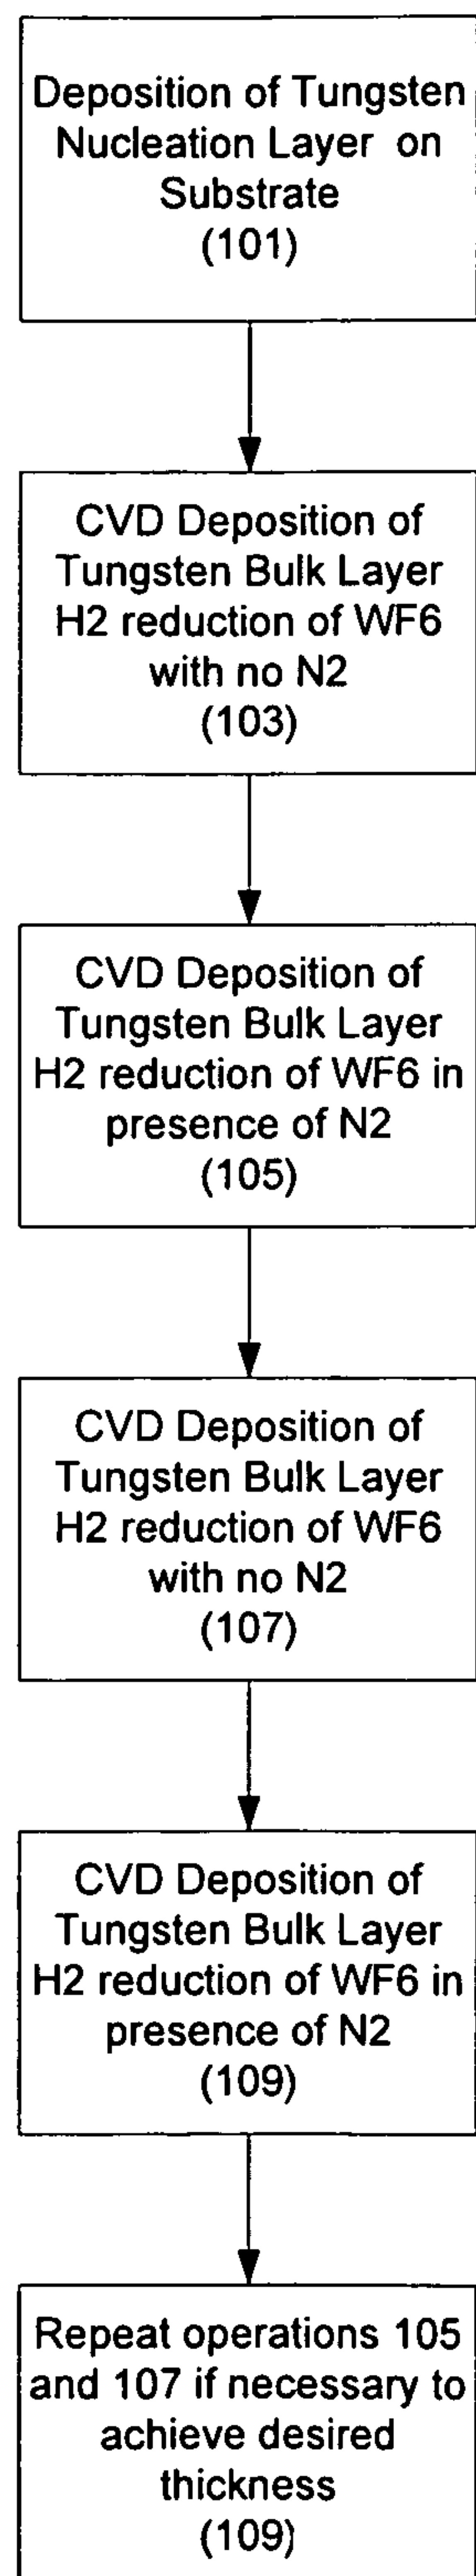 Deposition of Tungsten
Nucleation Layer on
Substrate
(101)
CVD Deposition of
Tungsten Bulk Layer
H2 reduction of WF6
with no N2
(103)
CVD Deposition of
Tungsten Bulk Layer
H2 reduction of WF6 in
presence of N2
(105)
CVD Deposition of
Tungsten Bulk Layer
H2 reduction of WF6
with no N2
(107)
CVD Deposition of
Tungsten Bulk Layer
H2 reduction of WF6 in
presence of N2
(109)
Repeat operations 105
and 107 if necessary to
achieve desired
thickness
(109)